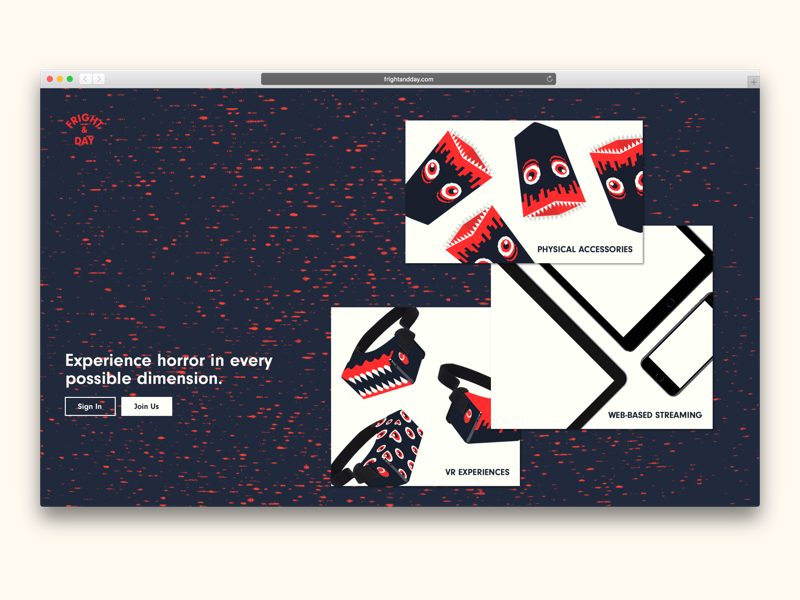 frightandday.com
FRIGHT
&
DAY
PHYSICAL ACCESSORIES
WEB-BASED STREAMING
Experience horror in every
possible dimension.
Sign In
Join Us
VR EXPERIENCES